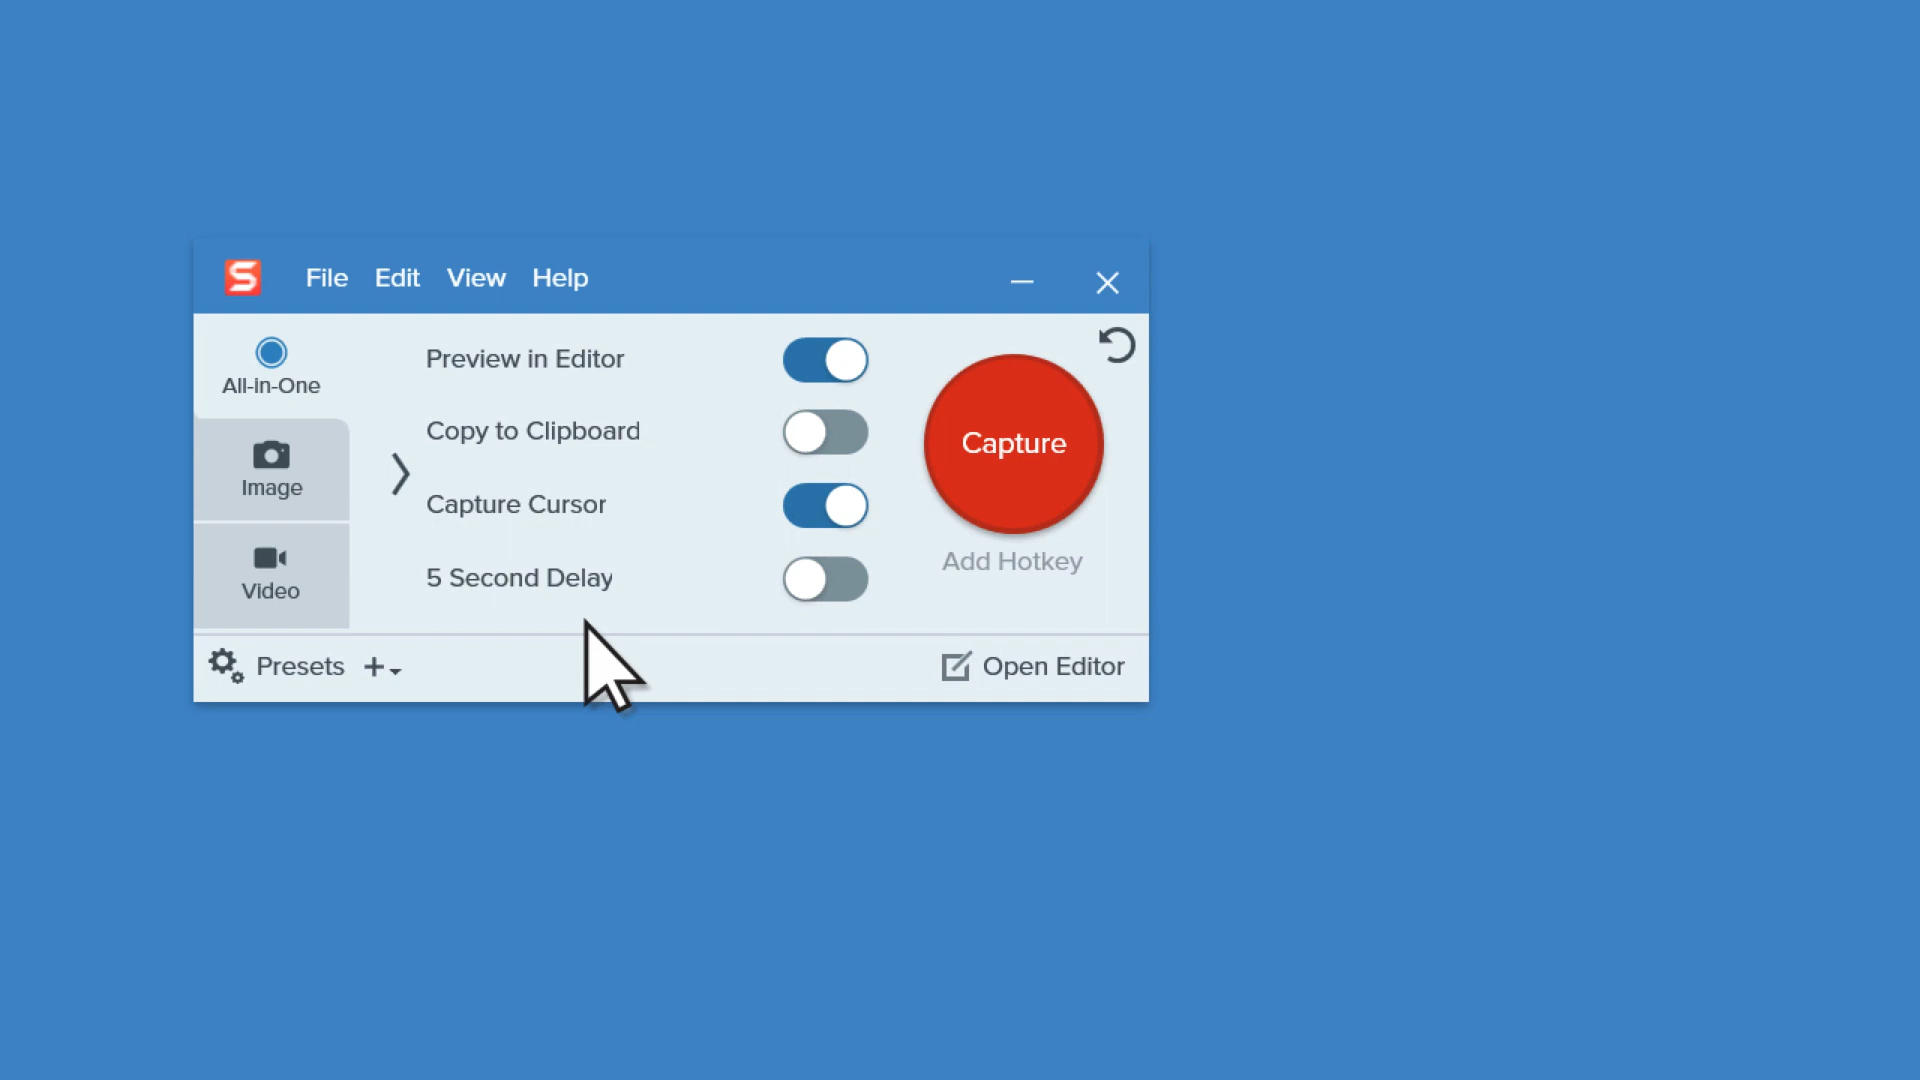 File Edit View Help
All-in-One
Image
Video
Preview in Editor
Copy to Clipboard
Capture Cursor
5 Second Delay
Capture
Add Hotkey
Presets
Open Editor